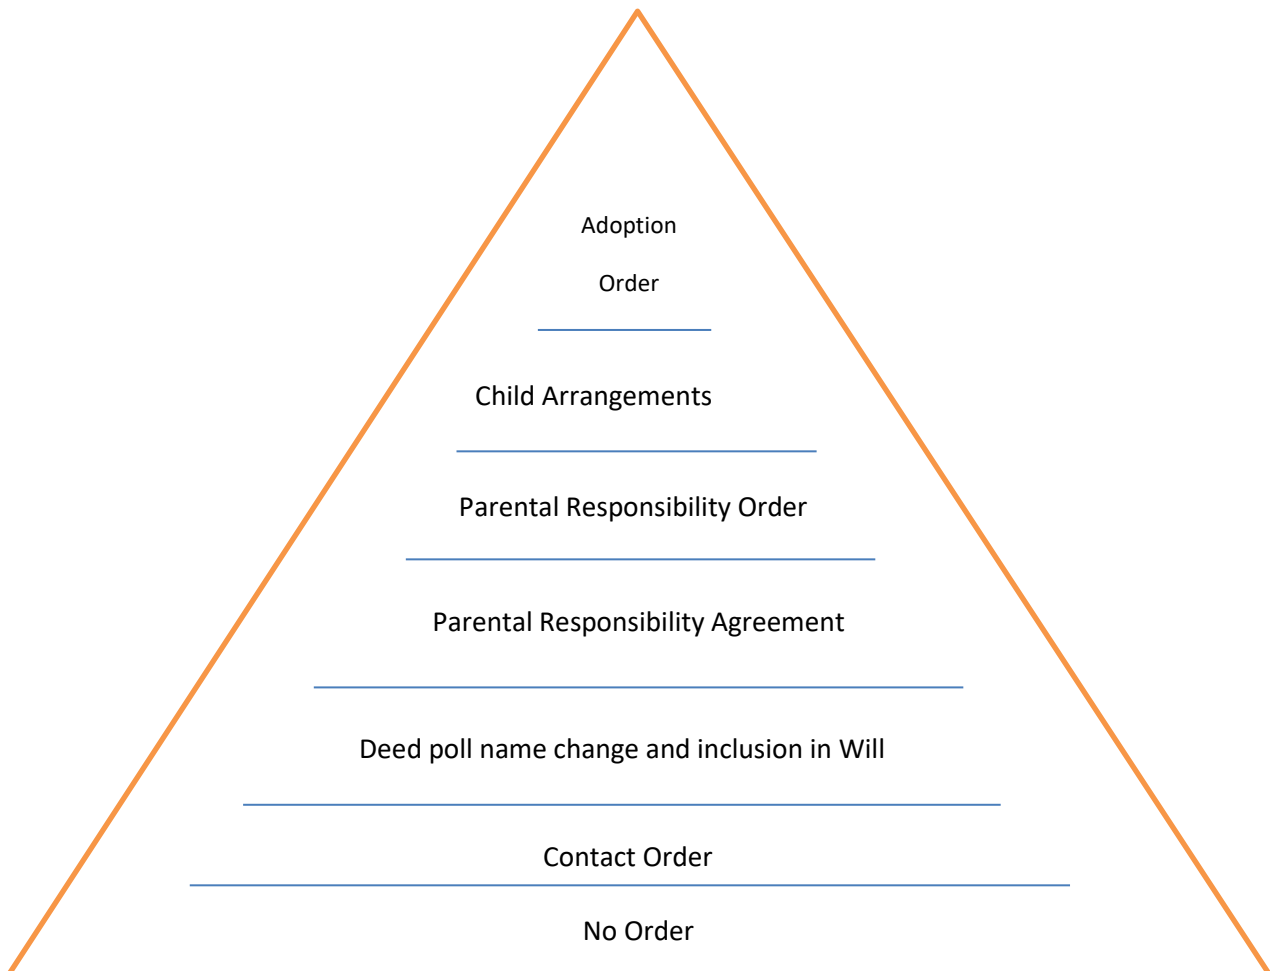 Adoption
Order
Child Arrangements
Parental Responsibility Order
Parental Responsibility Agreement
Deed poll name change and inclusion in Will
Contact Order
No Order